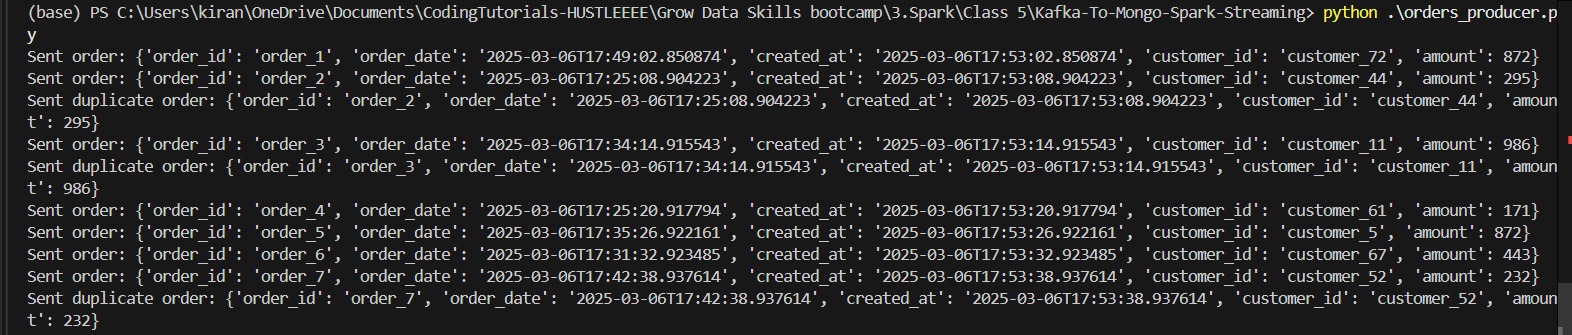 (base) PS C:\Users\kiran\OneDrive\Documents\CodingTutorials-HUSTLEEEE\Grow Data Skills bootcamp\3.Spark\Class 5\Kafka-To-Mongo-Spark-Streaming> python .\orders_producer.p
y
Sent order: {'order_id': 'order_1', 'order_date': '2025-03-06T17:49:02.850874', 'created_at': '2025-03-06T17:53:02.850874', 'customer_id': 'customer_72', 'amount': 872}
Sent order: {'order_id': 'order_2', 'order_date': '2025-03-06T17:25:08.904223', 'created_at': '2025-03-06T17:53:08.904223', 'customer_id': 'customer_44', 'amount': 295}
Sent duplicate order: {'order_id': 'order_2', 'order_date': '2025-03-06T17:25:08.904223', 'created_at': '2025-03-06T17:53:08.904223', 'customer_id': 'customer_44', 'amoun
t': 295}
Sent order: {'order_id': 'order_3', 'order_date': '2025-03-06T17:34:14.915543', 'created_at': '2025-03-06T17:53:14.915543', 'customer_id': 'customer_11', 'amount': 986}
Sent duplicate order: {'order_id': 'order_3', 'order_date': '2025-03-06T17:34:14.915543', 'created_at': '2025-03-06T17:53:14.915543', 'customer_id': 'customer_11', 'amoun
t': 986}
Sent order: {'order_id': 'order_4', 'order_date': '2025-03-06T17:25:20.917794', 'created_at': '2025-03-06T17:53:20.917794', 'customer_id': 'customer_61', 'amount': 171}
Sent order: {'order_id': 'order_5', 'order_date': '2025-03-06T17:35:26.922161', 'created_at': '2025-03-06T17:53:26.922161', 'customer_id': 'customer_5', 'amount': 872}
Sent order: {'order_id': 'order_6', 'order_date': '2025-03-06T17:31:32.923485', 'created_at': '2025-03-06T17:53:32.923485', 'customer_id': 'customer_67', 'amount': 443}
Sent order: {'order_id': 'order_7', 'order_date': '2025-03-06T17:42:38.937614', 'created_at': '2025-03-06T17:53:38.937614', 'customer_id': 'customer_52', 'amount': 232}
Sent duplicate order: {'order_id': 'order_7', 'order_date': '2025-03-06T17:42:38.937614', 'created_at': '2025-03-06T17:53:38.937614', 'customer_id': 'customer_52', 'amoun
t': 232}